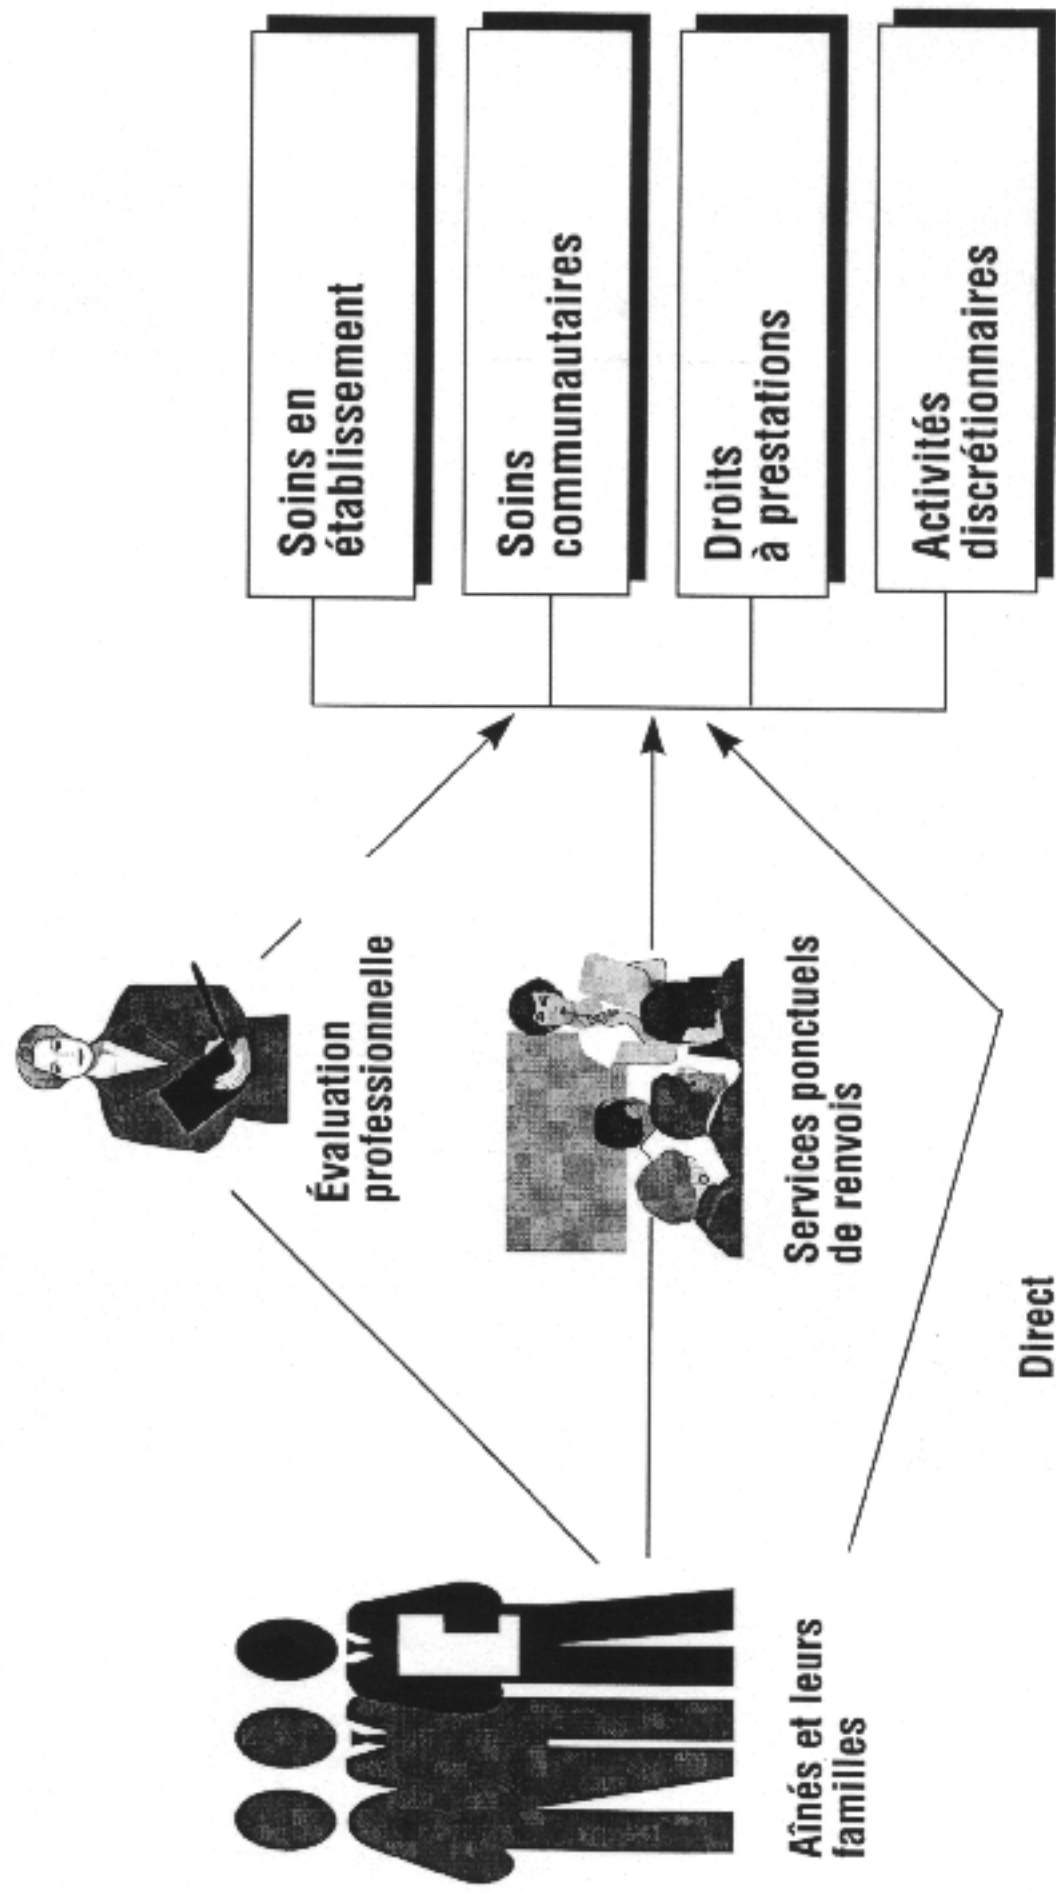 Aînés et leurs
familles
Évaluation
professionnelle
Services ponctuels
de renvois
Direct
Soins en
établissement
Soins
communautaires
Droits
à prestations
Activités
discrétionnaires